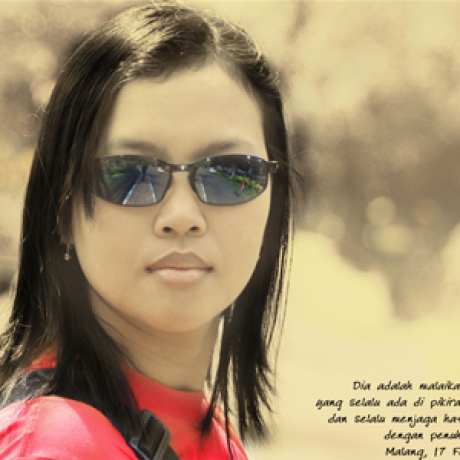 Dia adalah malaika
yang selalu ada di pikira
dan selalu menjaga ha
dengan penuh
Malang, 17 F